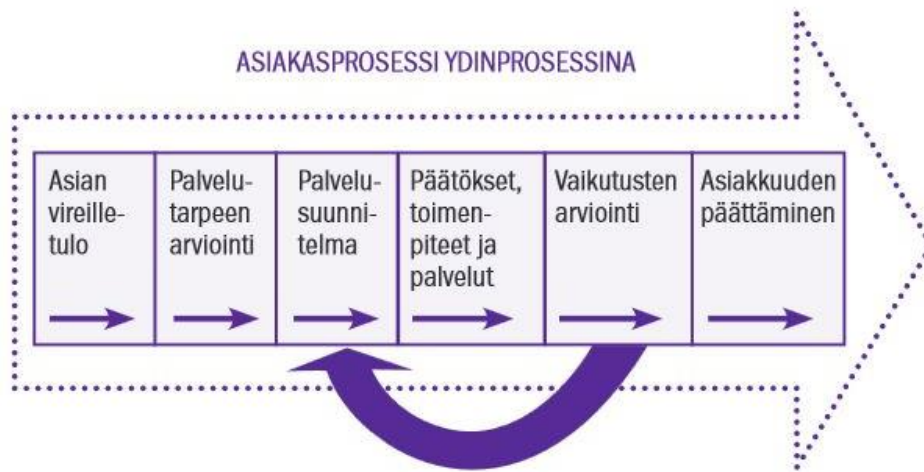 ASIAKASPROSESSI YDINPROSESSINA
Asian
vireille-
tulo
Palvelu-
tarpeen
arviointi
Palvelu-
suunni-
telma
Päätökset,
toimen-
piteet ja
palvelut
Vaikutusten
arviointi
Asiakkuuden
päättäminen